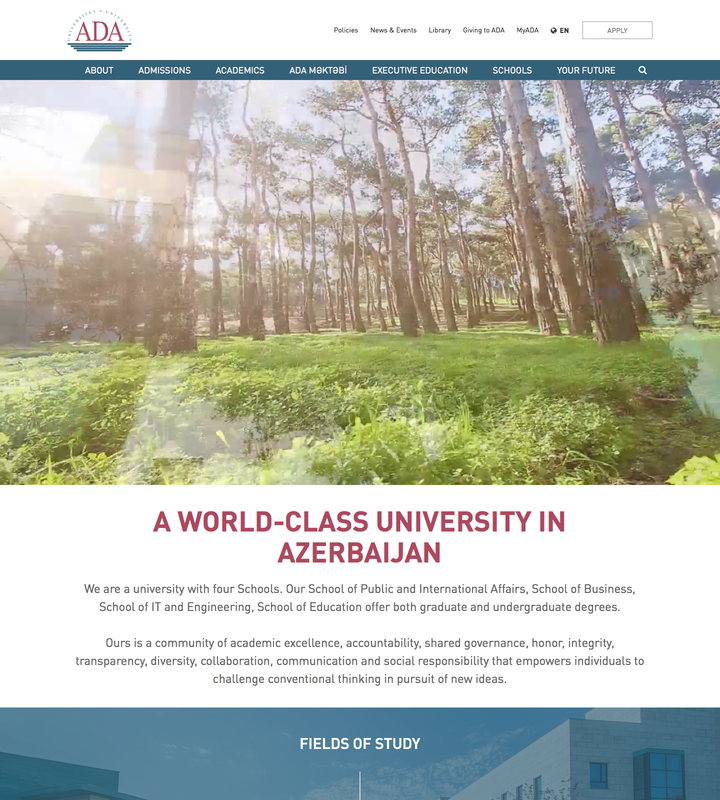 UNIVERSITET • UNIVERSITY
ADA
Policies
News & Events
Library
Giving to ADA
MyADA
EN
APPLY
ABOUT
ADMISSIONS
ACADEMICS
ADA MƏKTƏBİ
EXECUTIVE EDUCATION
SCHOOLS
YOUR FUTURE
A WORLD-CLASS UNIVERSITY IN
AZERBAIJAN
We are a university with four Schools. Our School of Public and International Affairs, School of Business,
School of IT and Engineering, School of Education offer both graduate and undergraduate degrees.
Ours is a community of academic excellence, accountability, shared governance, honor, integrity,
transparency, diversity, collaboration, communication and social responsibility that empowers individuals to
challenge conventional thinking in pursuit of new ideas.
FIELDS OF STUDY